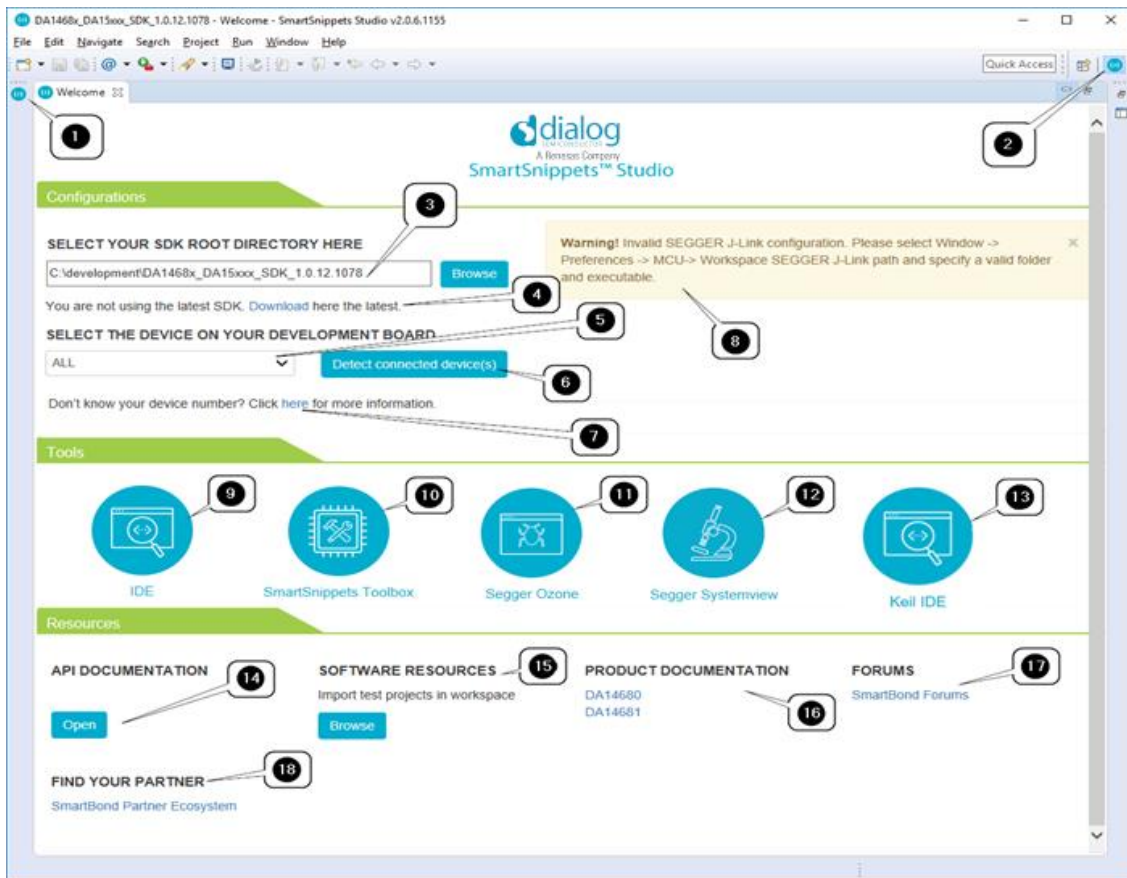 DA1468x_DA15xxx_SDK_1.0.12.1078 - Welcome - SmartSnippets Studio v2.0.6.1155
File Edit Navigate Search Project Run Window Help
Quick Access
Welcome
1
2
dialog
SEMICONDUCTOR
A Renesas Company
SmartSnippets™ Studio
Configurations
3
SELECT YOUR SDK ROOT DIRECTORY HERE
C:\development\DA1468x_DA15xxx_SDK_1.0.12.1078
Browse
Warning! Invalid SEGGER J-Link configuration. Please select Window ->
Preferences -> MCU-> Workspace SEGGER J-Link path and specify a valid folder
and executable.
4
You are not using the latest SDK. Download here the latest.
5
8
SELECT THE DEVICE ON YOUR DEVELOPMENT BOARD
ALL
Detect connected device(s)
6
Don't know your device number? Click here for more information.
7
Tools
9
10
11
12
13
IDE
SmartSnippets Toolbox
Segger Ozone
Segger Systemview
Keil IDE
Resources
API DOCUMENTATION
14
Open
SOFTWARE RESOURCES
15
Import test projects in workspace
Browse
PRODUCT DOCUMENTATION
DA14680
DA14681
16
FORUMS
17
SmartBond Forums
FIND YOUR PARTNER
18
SmartBond Partner Ecosystem